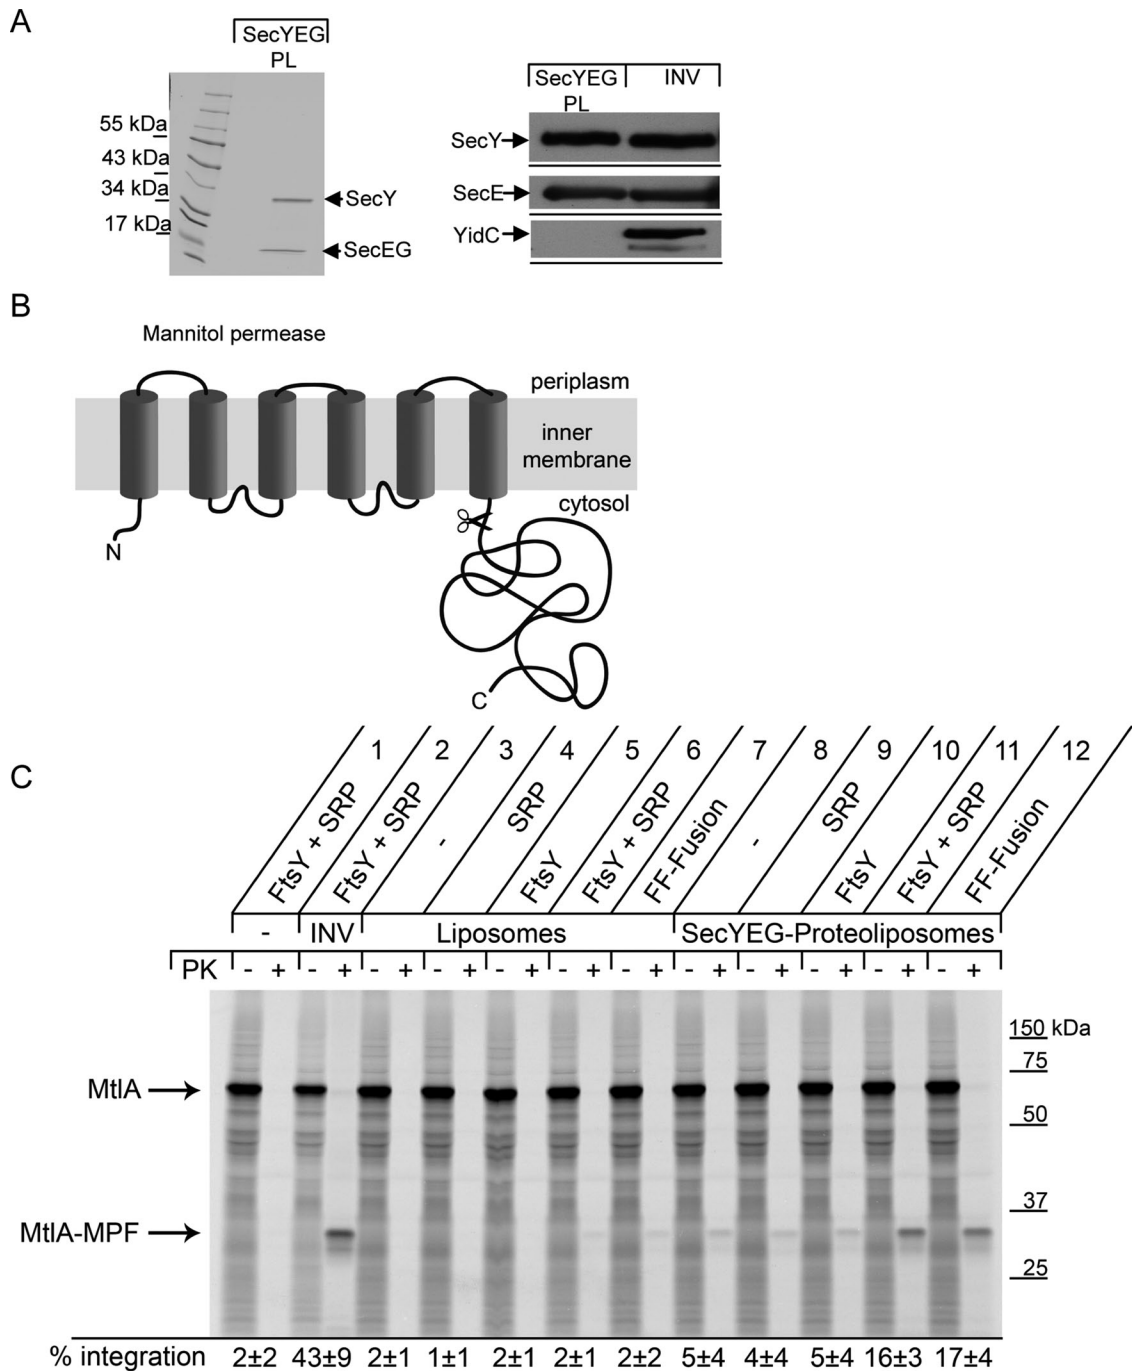 A
SecYEG
PL
55 kDa
43 kDa
34 kDa
17 kDa
SecY
SecEG
SecYEG
PL
INV
SecY
SecE
YidC
B
Mannitol permease
periplasm
inner
membrane
cytosol
N
C
C
1 2 3 4 5 6 7 8 9 10 11 12
FtsY + SRP
FtsY + SRP
-
SRP
FtsY
FtsY + SRP
FF-Fusion
-
SRP
FtsY
FtsY + SRP
FF-Fusion
- INV Liposomes SecYEG-Proteoliposomes
PK - + - + - + - + - + - + - + - + - + - + - + - +
150 kDa
75
MtlA
50
37
MtlA-MPF
25
% integration 2±2 43±9 2±1 1±1 2±1 2±1 2±2 5±4 4±4 5±4 16±3 17±4